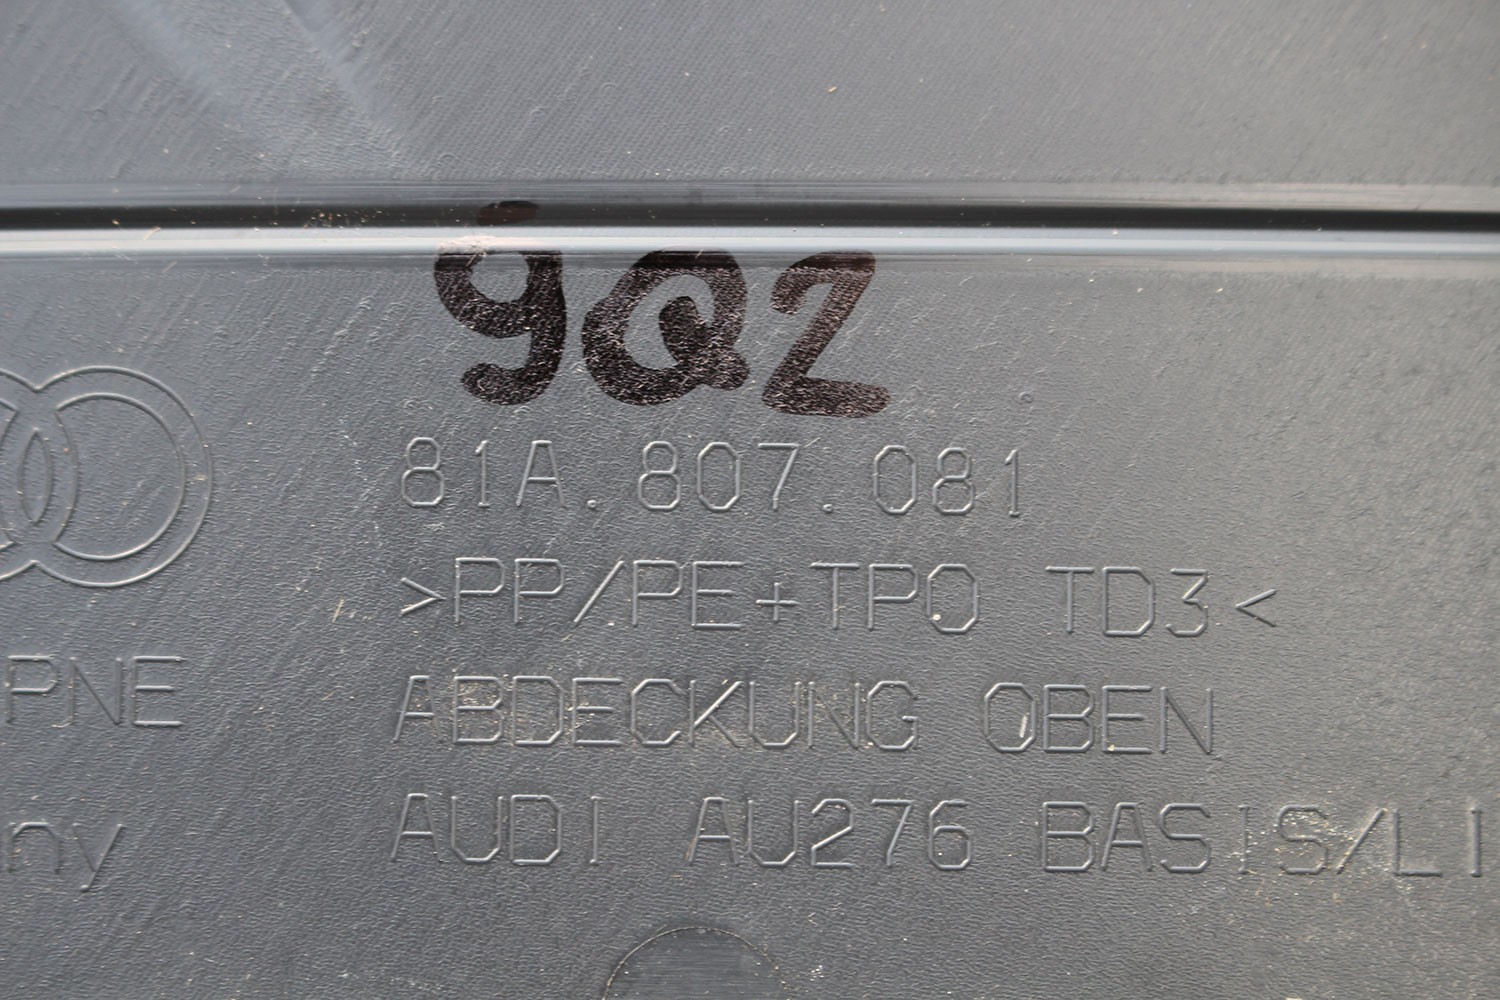 9Q2
81A.807.081
>PP/PE+TPO TD3<
PNE ABDECKUNG OBEN
ny AUDI AU276 BASIS/LI